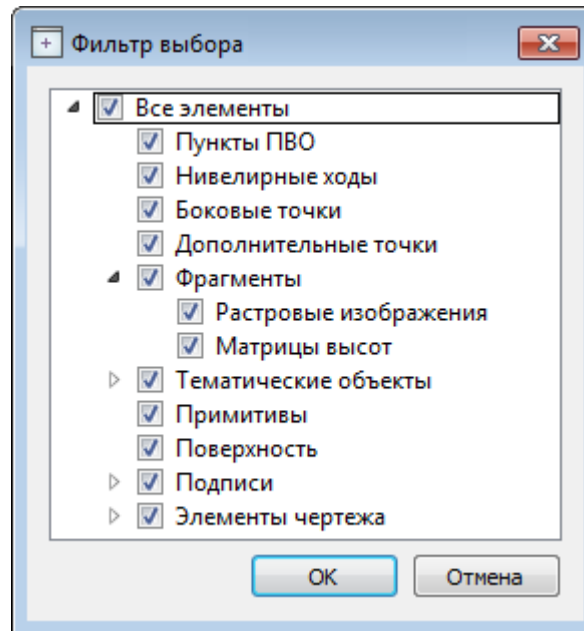 Фильтр выбора
Все элементы
Пункты ПВО
Нивелирные ходы
Боковые точки
Дополнительные точки
Фрагменты
Растровые изображения
Матрицы высот
Тематические объекты
Примитивы
Поверхность
Подписи
Элементы чертежа
ОК Отмена